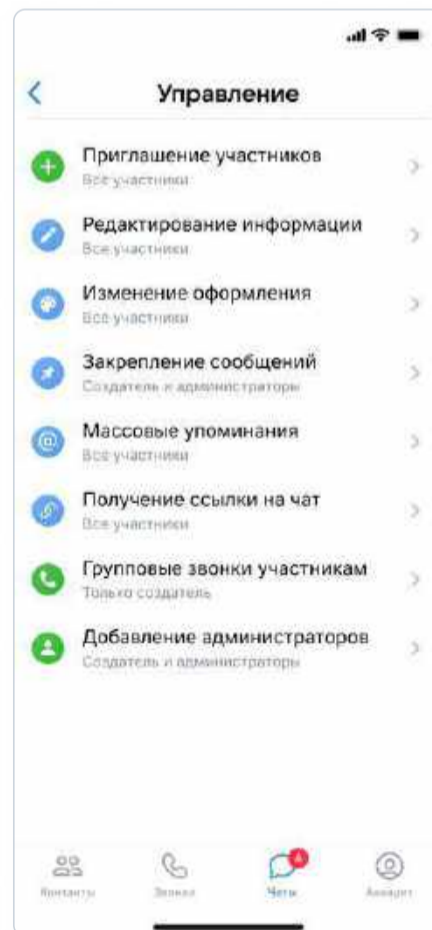 Управление
Приглашение участников
Все участники
Редактирование информации
Все участники
Изменение оформления
Все участники
Закрепление сообщений
Создатель и администраторы
Массовые упоминания
Все участники
Получение ссылки на чат
Все участники
Групповые звонки участникам
Только создатель
Добавление администраторов
Создатель и администраторы
4
Контакты
Звонки
Чаты
Аккаунт